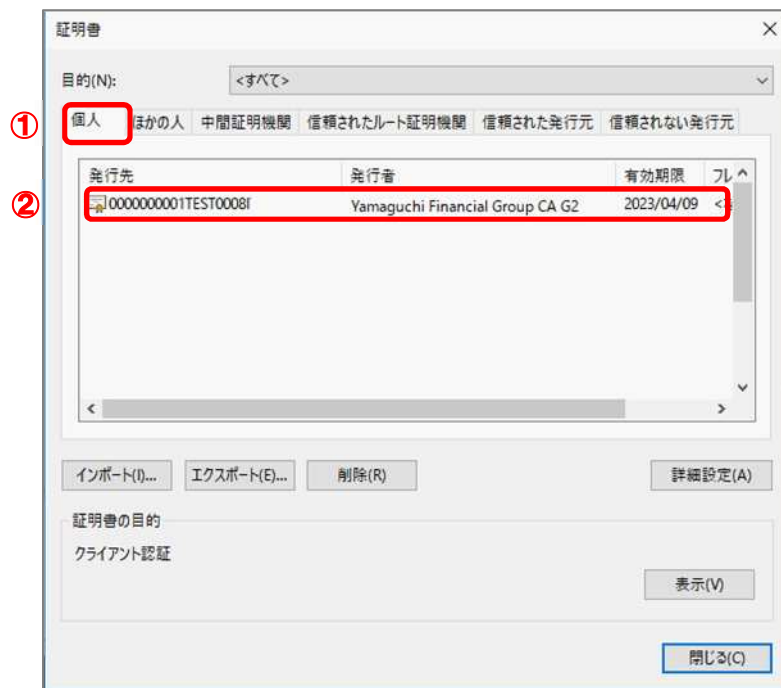 証明書
目的(N): <すべて>
① 個人 ほかの人 中間証明機関 信頼されたルート証明機関 信頼された発行元 信頼されない発行元
発行先 発行者 有効期限 フレ
② 0000000001TEST0008 Yamaguchi Financial Group CA G2 2023/04/09
インポート(I)... エクスポート(E)... 削除(R) 詳細設定(A)
証明書の目的
クライアント認証
表示(V)
閉じる(C)